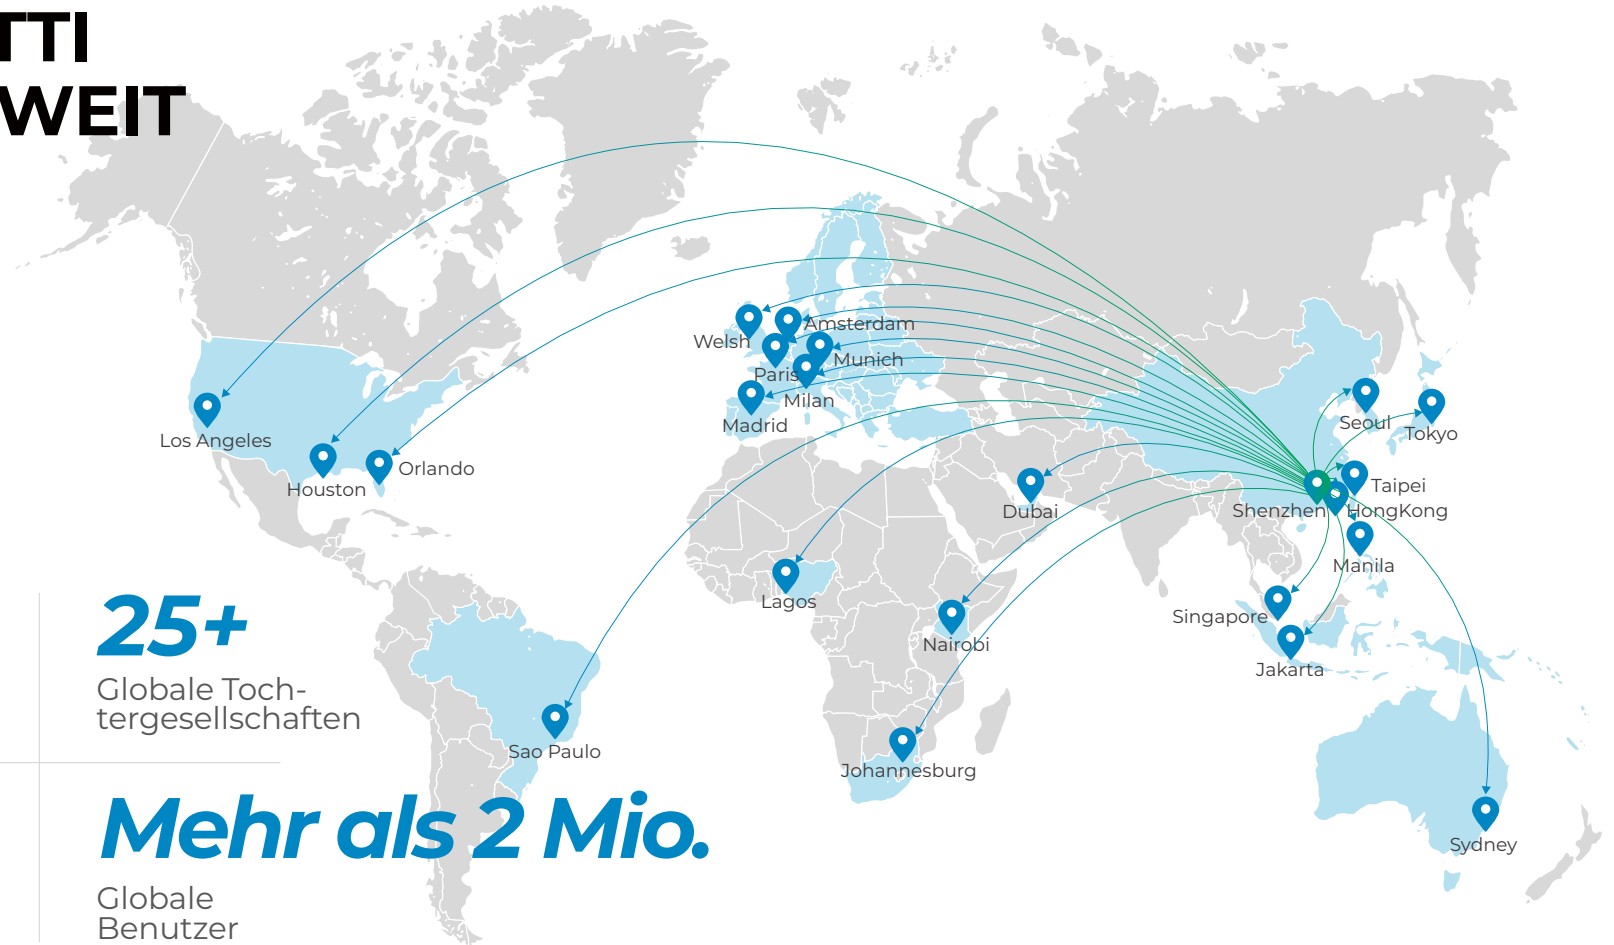 TTI
WEIT
Amsterdam
Welsh
Munich
Paris
Milan
Madrid
Seoul
Tokyo
Los Angeles
Orlando
Houston
Taipei
Dubai
Shenzhen
HongKong
Manila
Lagos
Singapore
Nairobi
Jakarta
25+
Globale Toch-
tergesellschaften
Sao Paulo
Johannesburg
Mehr als 2 Mio.
Sydney
Globale
Benutzer